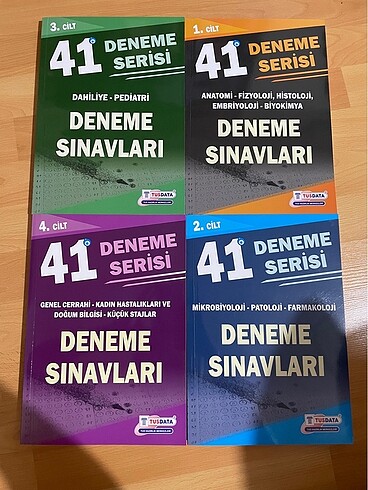 3. CİLT
41 DENEME
SERİSİ
DAHİLİYE - PEDİATRİ
DENEME
SINAVLARI
TUSDATA
1. CİLT
41 DENEME
SERİSİ
ANATOMİ - FİZYOLOJİ, HİSTOLOJİ,
EMBRİYOLOJİ - BİYOKİMYA
DENEME
SINAVLARI
TUSDATA
4. CİLT
41 DENEME
SERİSİ
GENEL CERRAHİ - KADIN HASTALIKLARI VE
DOĞUM BİLGİSİ - KÜÇÜK STAJLAR
DENEME
SINAVLARI
TUSDATA
2. CİLT
41 DENEME
SERİSİ
MİKROBİYOLOJİ - PATOLOJİ - FARMAKOLOJİ
DENEME
SINAVLARI
TUSDATA